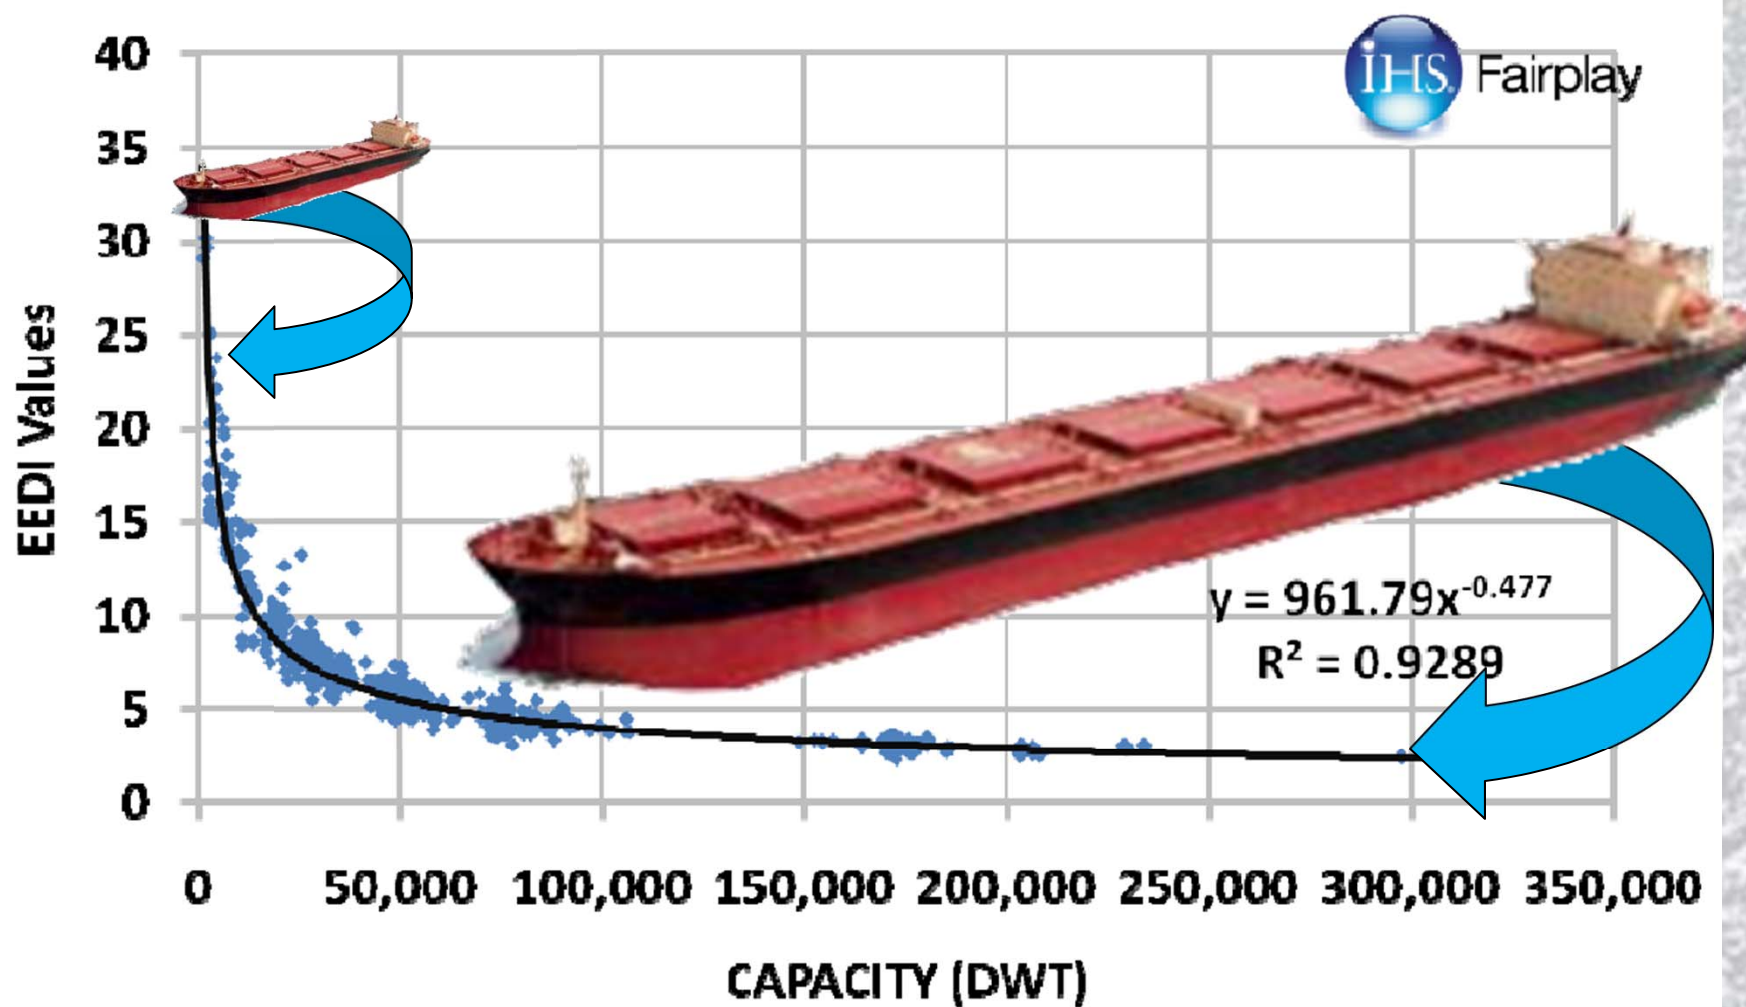 40
35
30
25
20
15
10
5
0
EEDI Values
iHS Fairplay
y = 961.79x^-0.477
R² = 0.9289
0 50,000 100,000 150,000 200,000 250,000 300,000 350,000
CAPACITY (DWT)